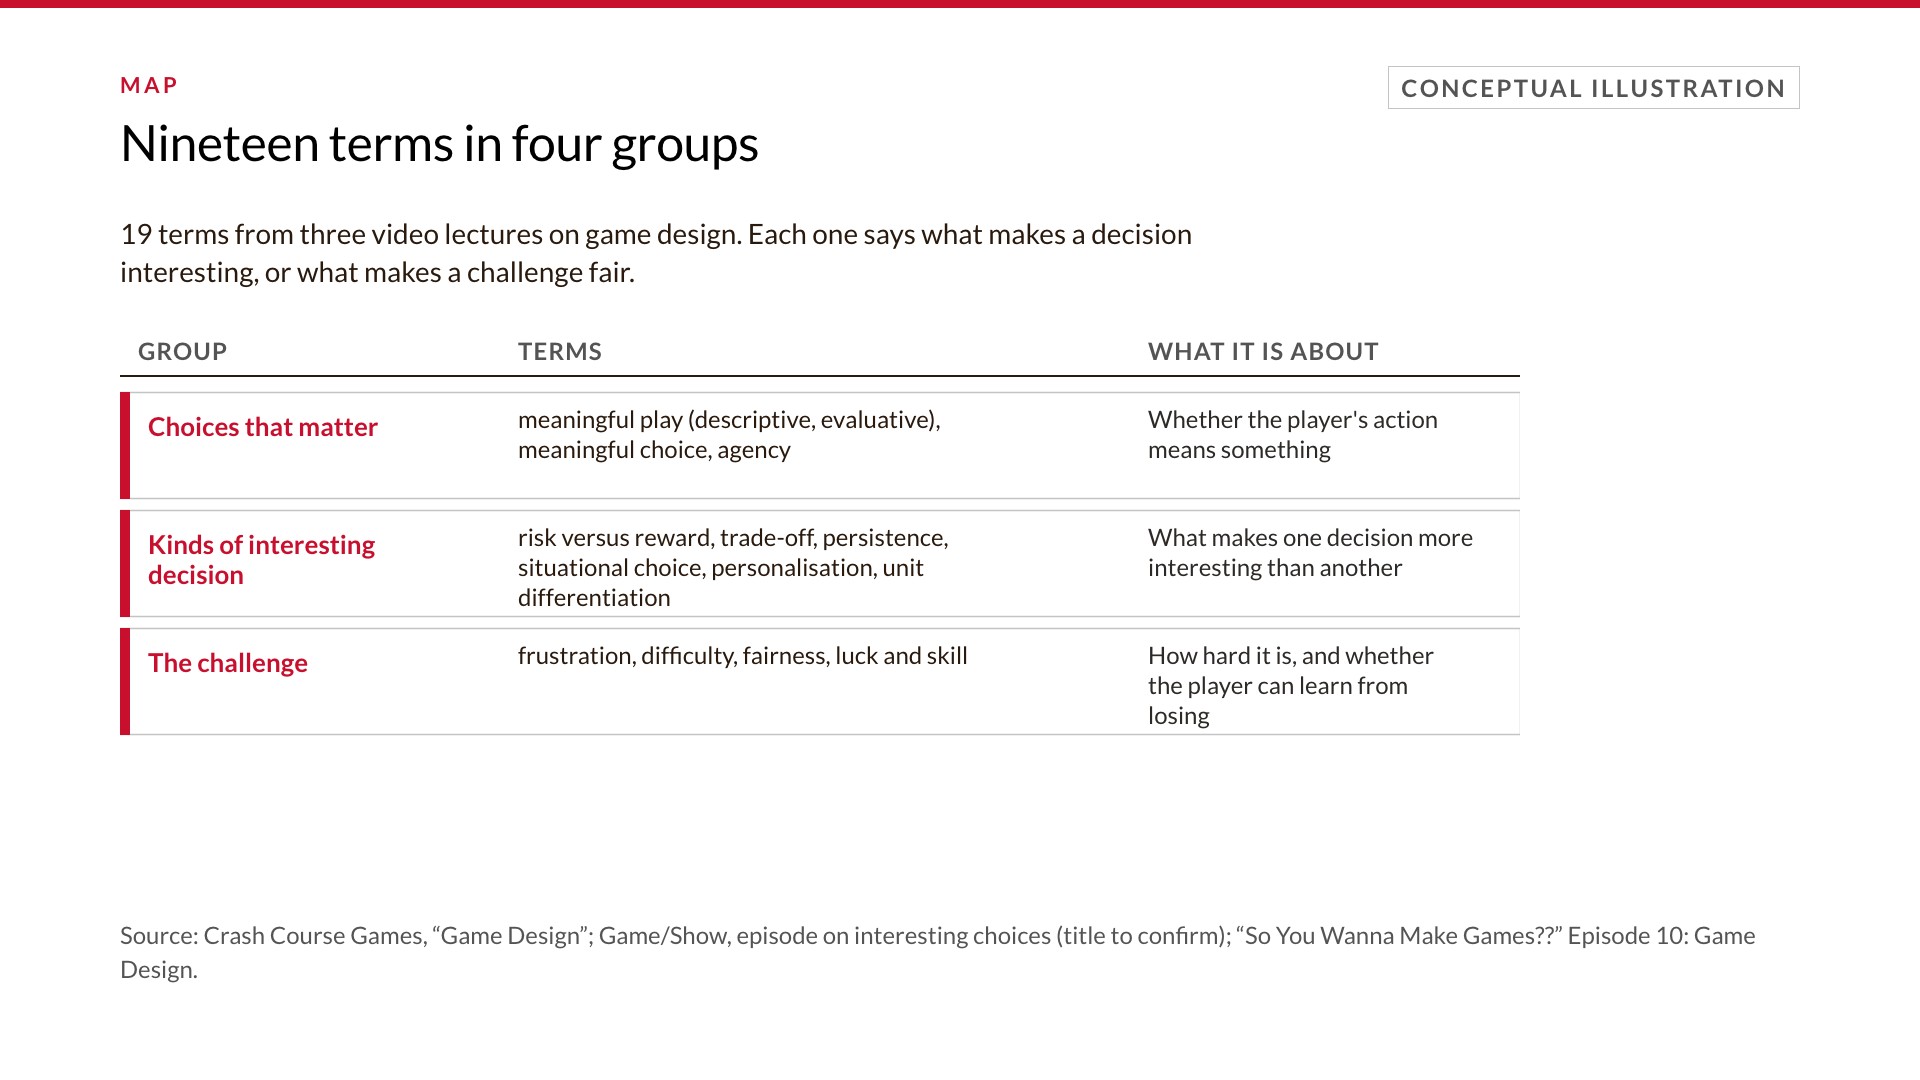 MAP
CONCEPTUAL ILLUSTRATION
Nineteen terms in four groups
19 terms from three video lectures on game design. Each one says what makes a decision
interesting, or what makes a challenge fair.
GROUP TERMS WHAT IT IS ABOUT
Choices that matter
meaningful play (descriptive, evaluative),
meaningful choice, agency
Whether the player's action
means something
Kinds of interesting
decision
risk versus reward, trade-off, persistence,
situational choice, personalisation, unit
differentiation
What makes one decision more
interesting than another
The challenge
frustration, difficulty, fairness, luck and skill
How hard it is, and whether
the player can learn from
losing
Source: Crash Course Games, “Game Design”; Game/Show, episode on interesting choices (title to confirm); “So You Wanna Make Games??” Episode 10: Game
Design.